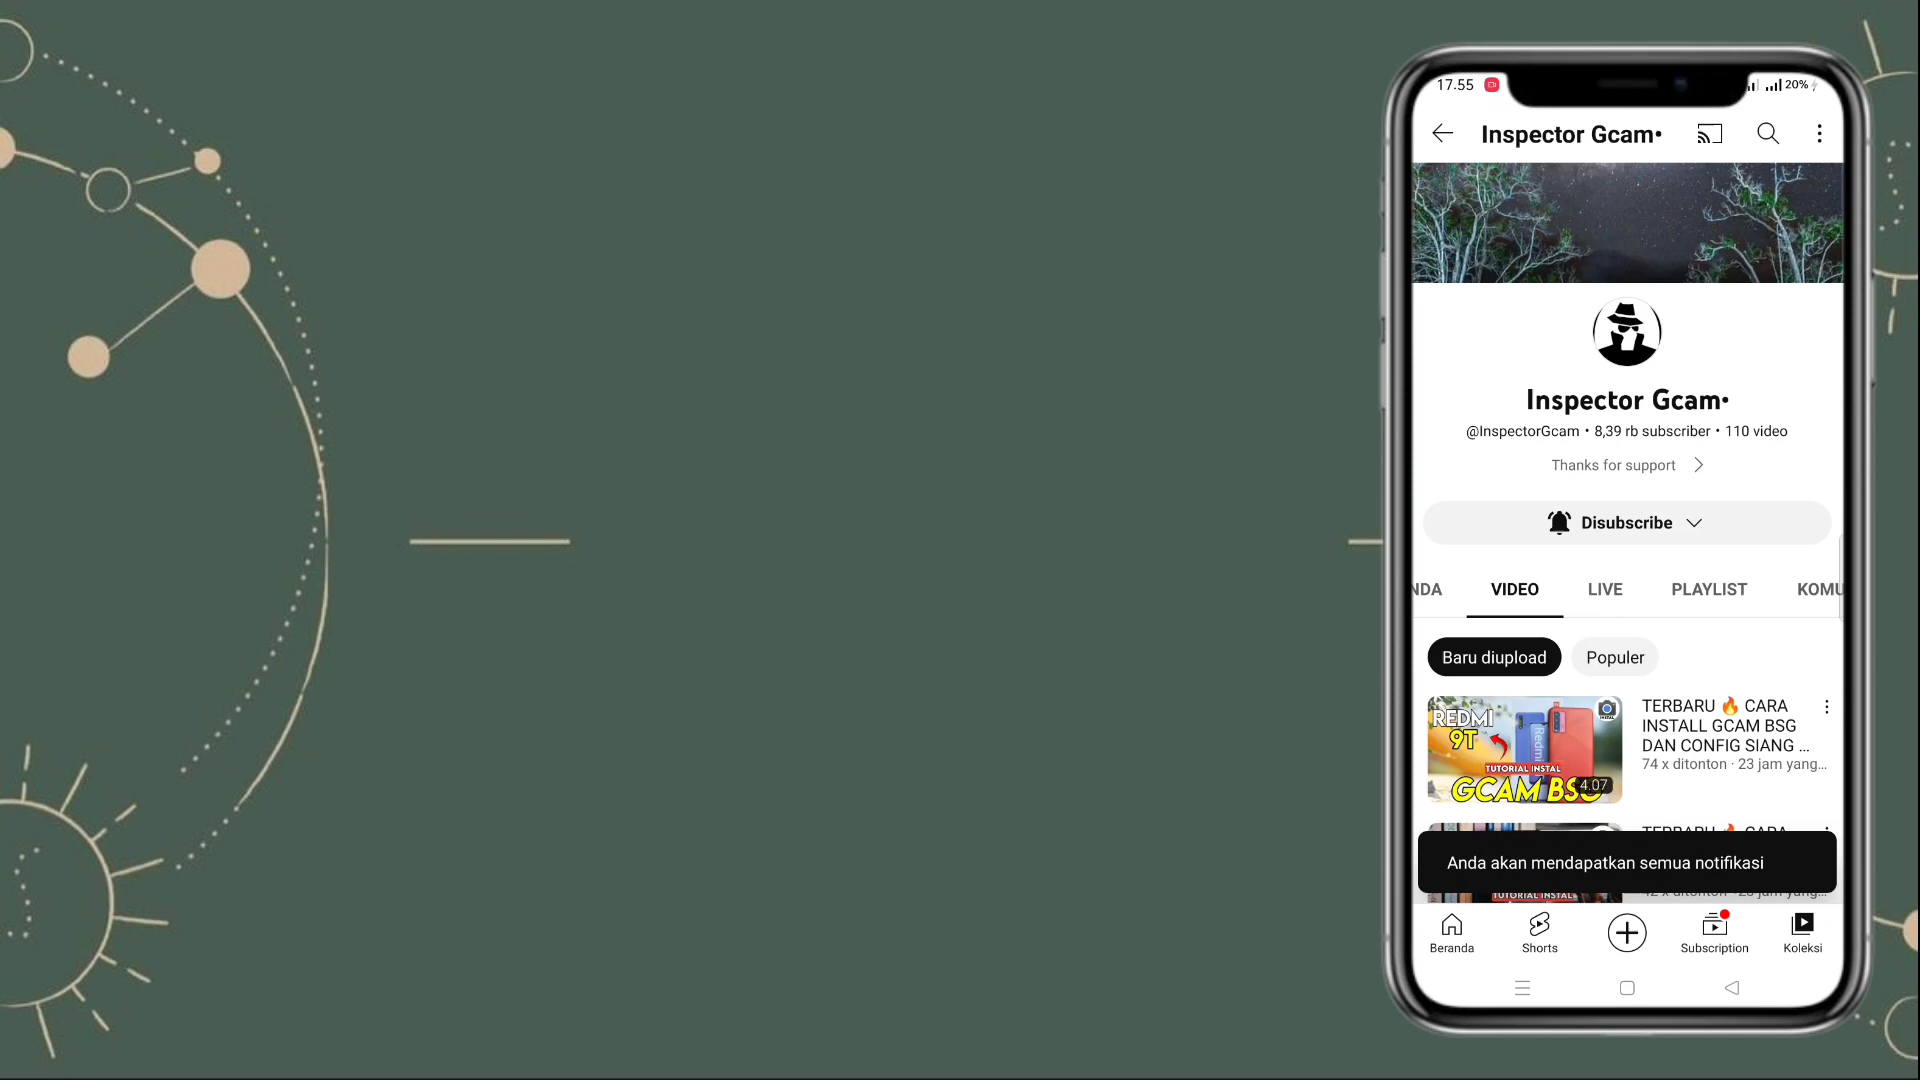 17.55
20%
Inspector Gcam•
Inspector Gcam•
@InspectorGcam • 8,39 rb subscriber • 110 video
Thanks for support
Disubscribe
NDA VIDEO LIVE PLAYLIST KOMU
Baru diupload Populer
REDMI
9T
Redmi
TUTORIAL INSTAL
GCAM BSG
4.07
TERBARU 🔥 CARA
INSTALL GCAM BSG
DAN CONFIG SIANG ...
74 x ditonton · 23 jam yang...
TERBARU 🔥 CARA
Anda akan mendapatkan semua notifikasi
TUTORIAL INSTAL
Beranda Shorts Subscription Koleksi